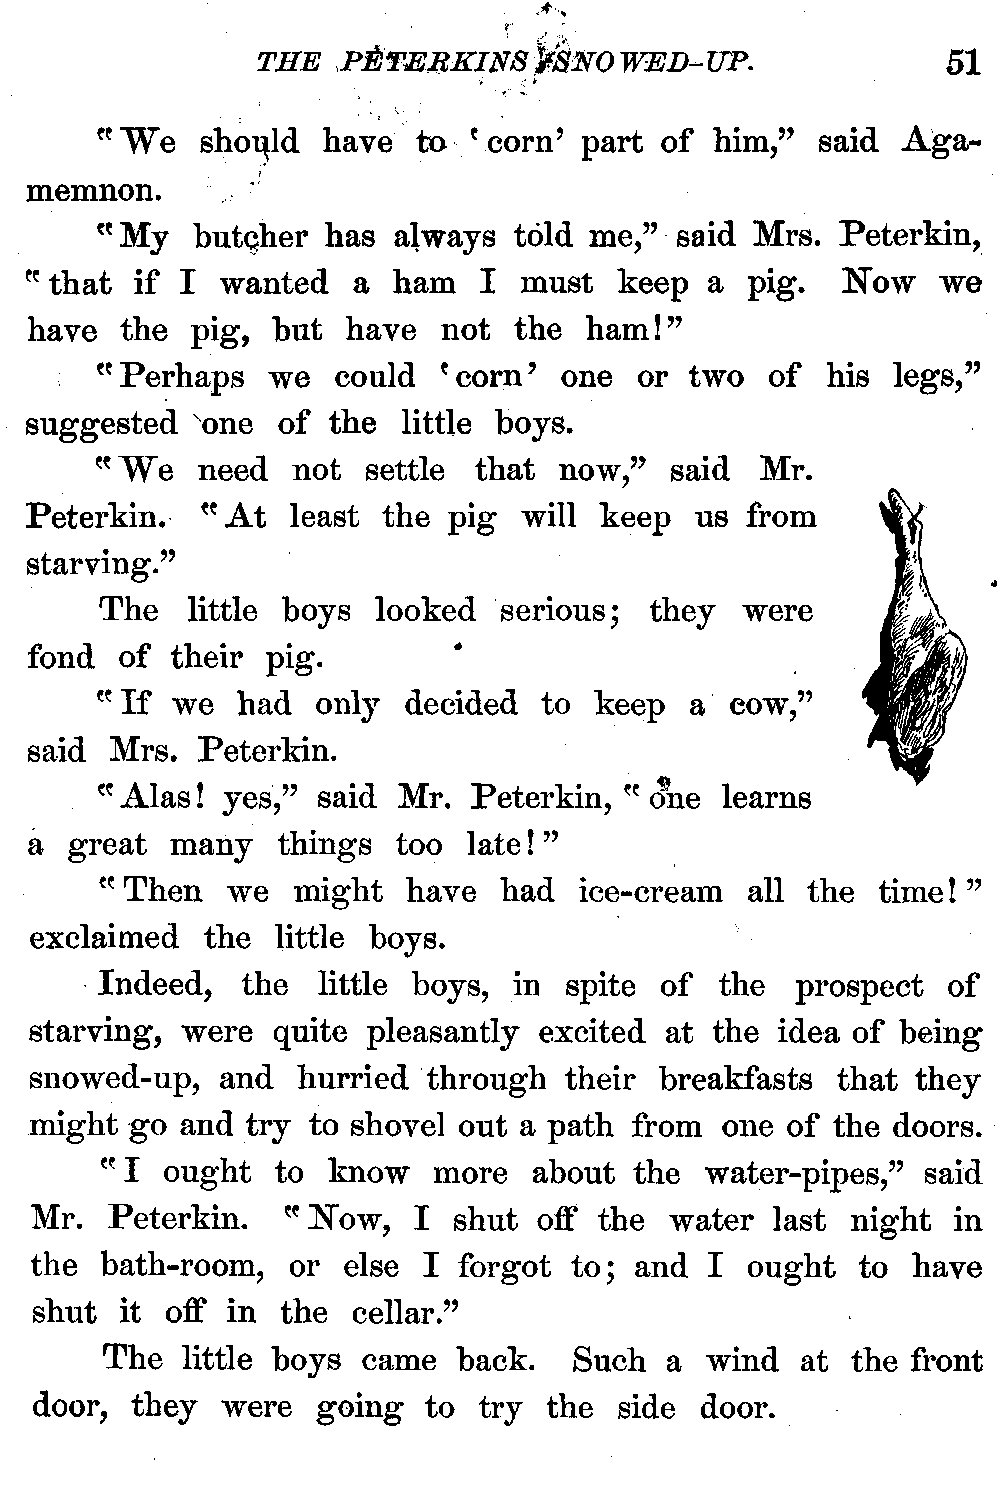 THE PETERKINS SNOWED-UP. 51
"We should have to 'corn' part of him," said Aga-
memnon.
"My butcher has always told me," said Mrs. Peterkin,
"that if I wanted a ham I must keep a pig. Now we
have the pig, but have not the ham!"
"Perhaps we could 'corn' one or two of his legs,"
suggested one of the little boys.
"We need not settle that now," said Mr.
Peterkin. "At least the pig will keep us from
starving."
The little boys looked serious; they were
fond of their pig.
"If we had only decided to keep a cow,"
said Mrs. Peterkin.
"Alas! yes," said Mr. Peterkin, "one learns
a great many things too late!"
"Then we might have had ice-cream all the time!"
exclaimed the little boys.
Indeed, the little boys, in spite of the prospect of
starving, were quite pleasantly excited at the idea of being
snowed-up, and hurried through their breakfasts that they
might go and try to shovel out a path from one of the doors.
"I ought to know more about the water-pipes," said
Mr. Peterkin. "Now, I shut off the water last night in
the bath-room, or else I forgot to; and I ought to have
shut it off in the cellar."
The little boys came back. Such a wind at the front
door, they were going to try the side door.